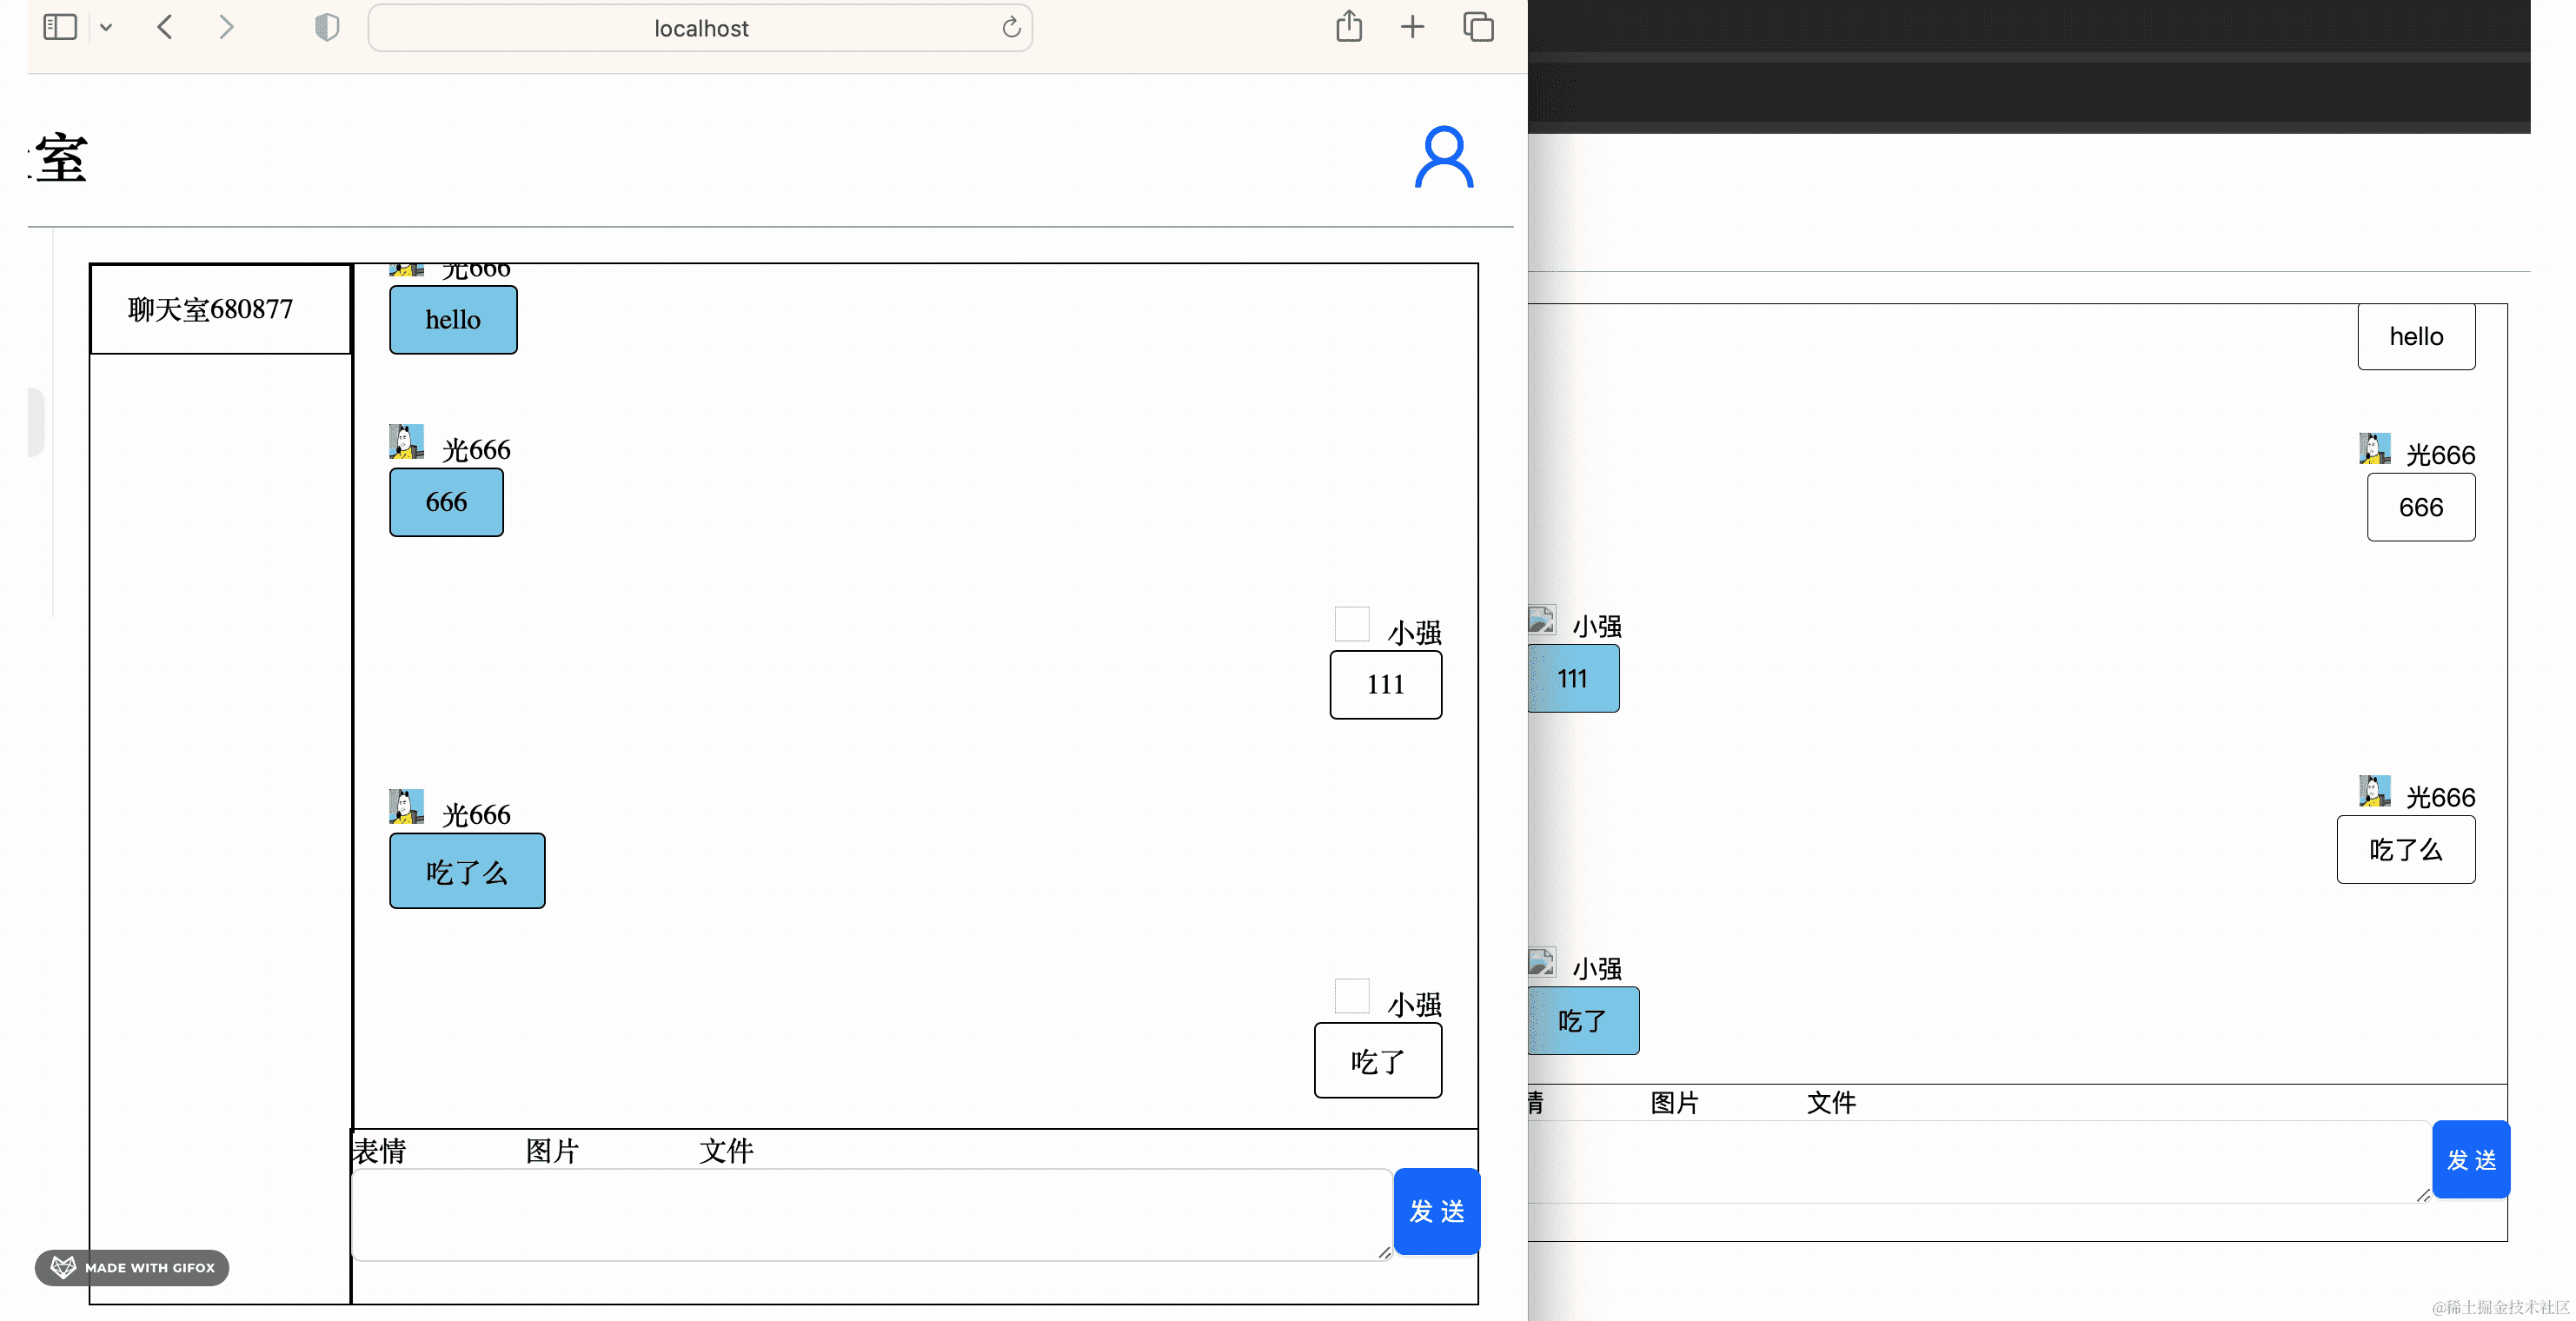 localhost
室
聊天室680877
光666
hello
光666
666
小强
111
光666
吃了么
小强
吃了
表情 图片 文件
发 送
MADE WITH GIFOX
hello
光666
666
小强
111
光666
吃了么
小强
吃了
情 图片 文件
发 送
@稀土掘金技术社区